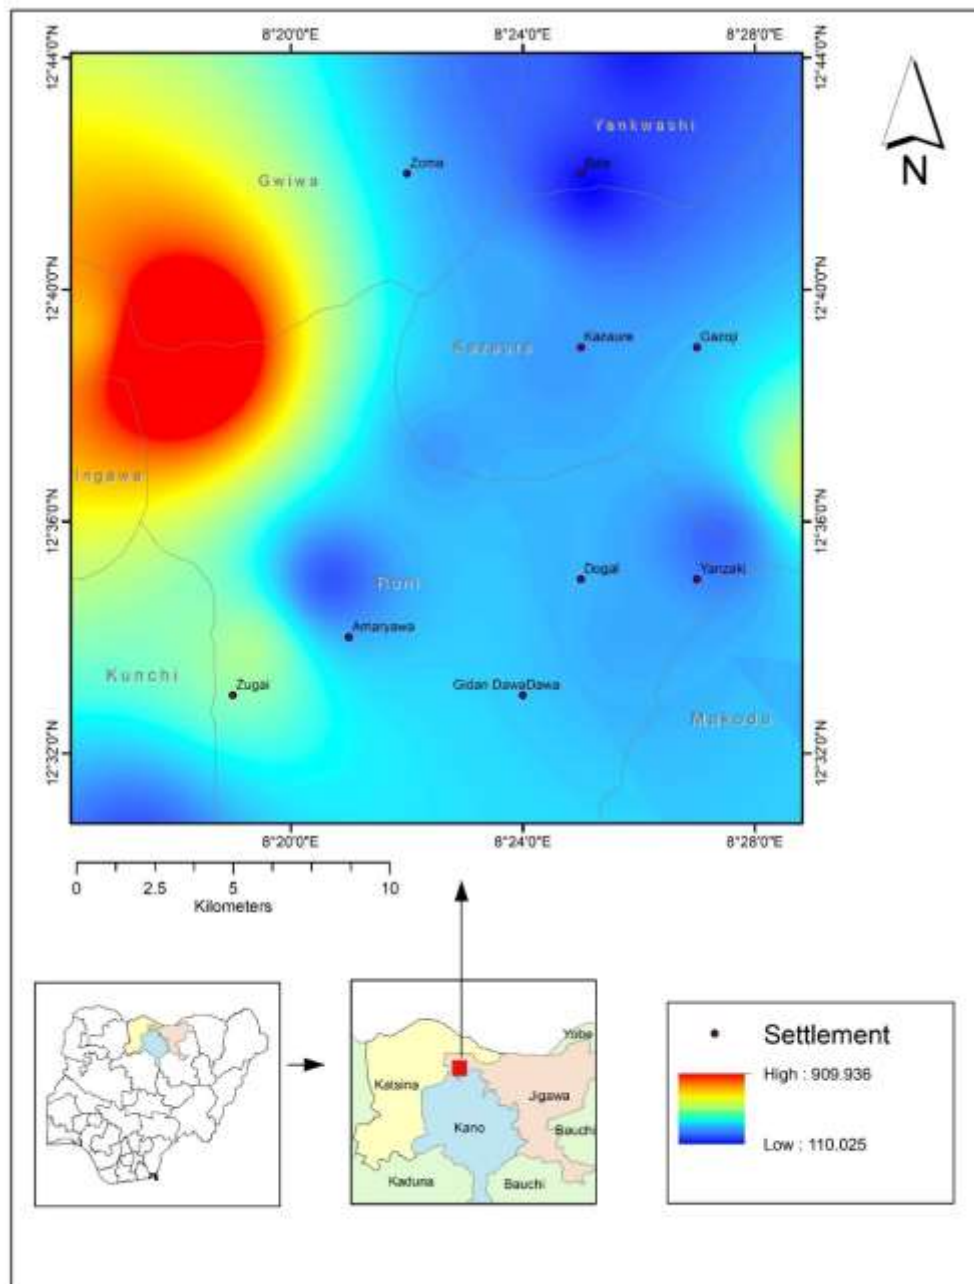 8°20'0"E 8°24'0"E 8°28'0"E
12°44'0"N 12°44'0"N
Yankwashi
Zoma
Gwiwa
N
12°40'0"N 12°40'0"N
Kazaure Gazoji
Kazaure
Ingawa
12°36'0"N 12°36'0"N
Dogal Yanzaki
Roni
Amaryawa
Kunchi
Zugai Gidan DawaDawa
Makoda
12°32'0"N 12°32'0"N
8°20'0"E 8°24'0"E 8°28'0"E
0 2.5 5 10
Kilometers
Yobe
Katsina
Jigawa
Kano
Bauchi
Kaduna Bauchi
Settlement
High : 909.936
Low : 110.025